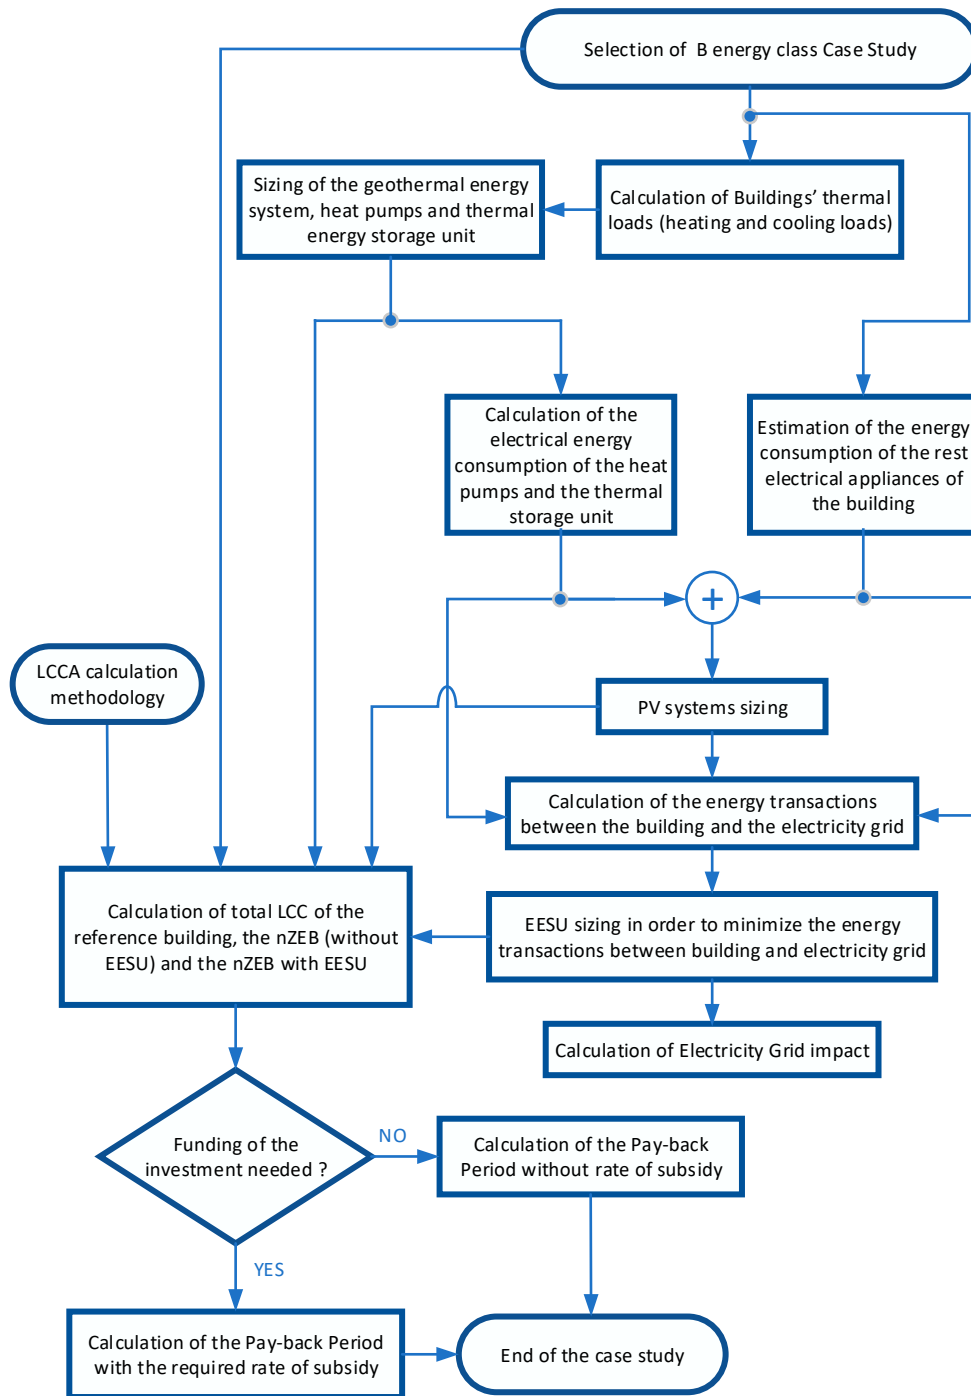 Selection of B energy class Case Study
Sizing of the geothermal energy
system, heat pumps and thermal
energy storage unit
Calculation of Buildings’ thermal
loads (heating and cooling loads)
Calculation of the
electrical energy
consumption of the heat
pumps and the thermal
storage unit
Estimation of the energy
consumption of the rest
electrical appliances of
the building
+
LCCA calculation
methodology
PV systems sizing
Calculation of the energy transactions
between the building and the electricity grid
Calculation of total LCC of the
reference building, the nZEB (without
EESU) and the nZEB with EESU
EESU sizing in order to minimize the energy
transactions between building and electricity grid
Calculation of Electricity Grid impact
Funding of the
investment needed ?
NO
Calculation of the Pay-back
Period without rate of subsidy
YES
Calculation of the Pay-back Period
with the required rate of subsidy
End of the case study